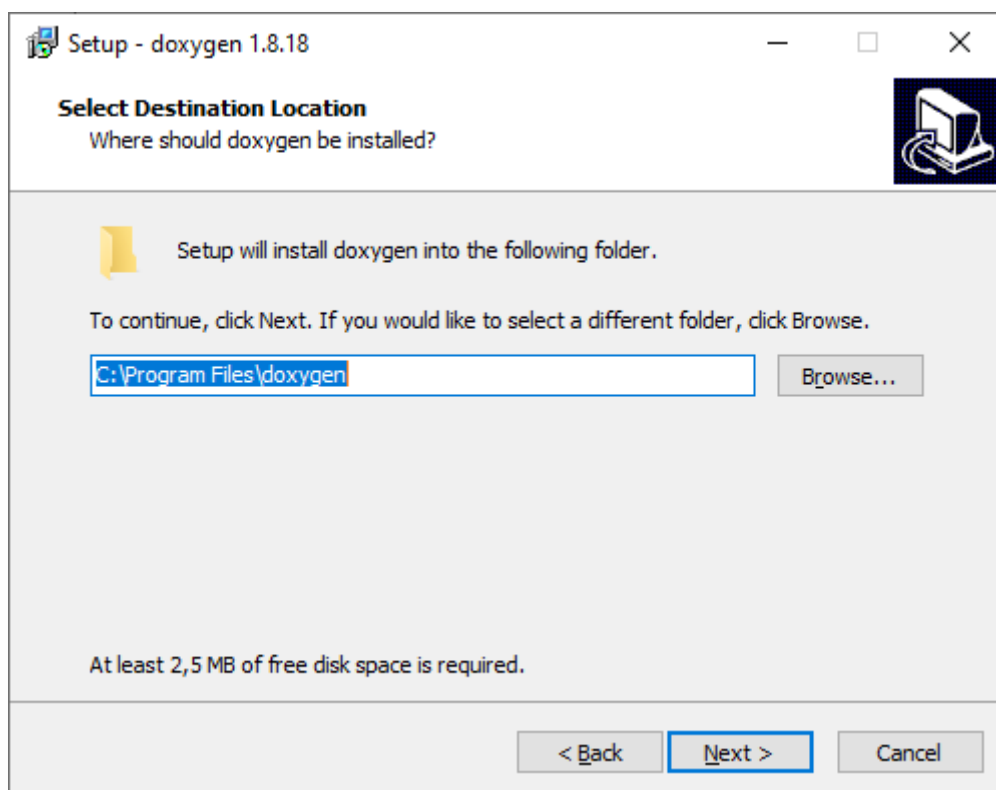 Setup - doxygen 1.8.18
Select Destination Location
Where should doxygen be installed?
Setup will install doxygen into the following folder.
To continue, click Next. If you would like to select a different folder, click Browse.
C:\Program Files\doxygen
Browse...
At least 2,5 MB of free disk space is required.
< Back
Next >
Cancel